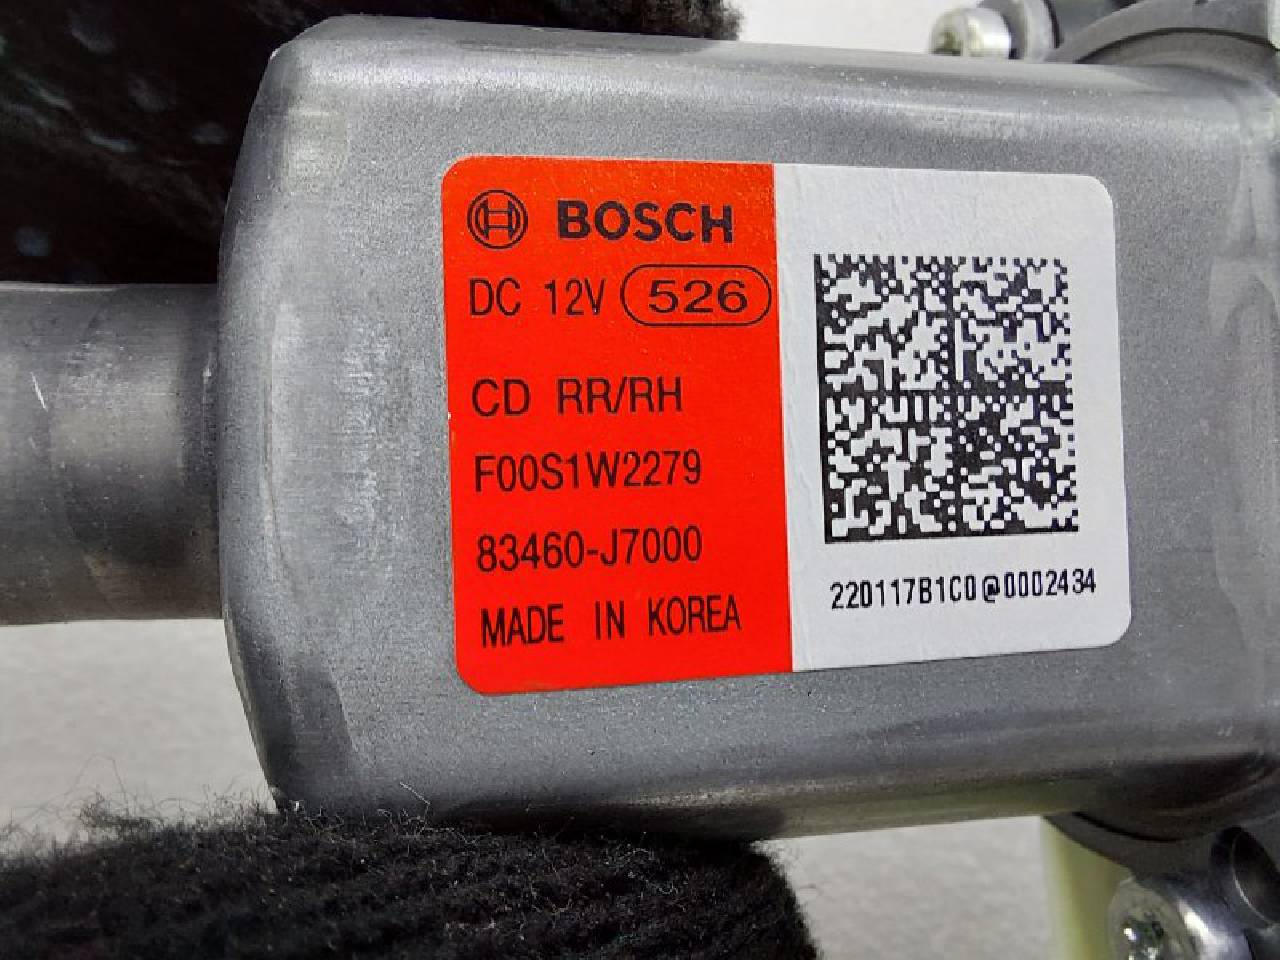 BOSCH
DC 12V 526
CD RR/RH
F00S1W2279
83460-J7000
MADE IN KOREA
220117B1C0@0002434